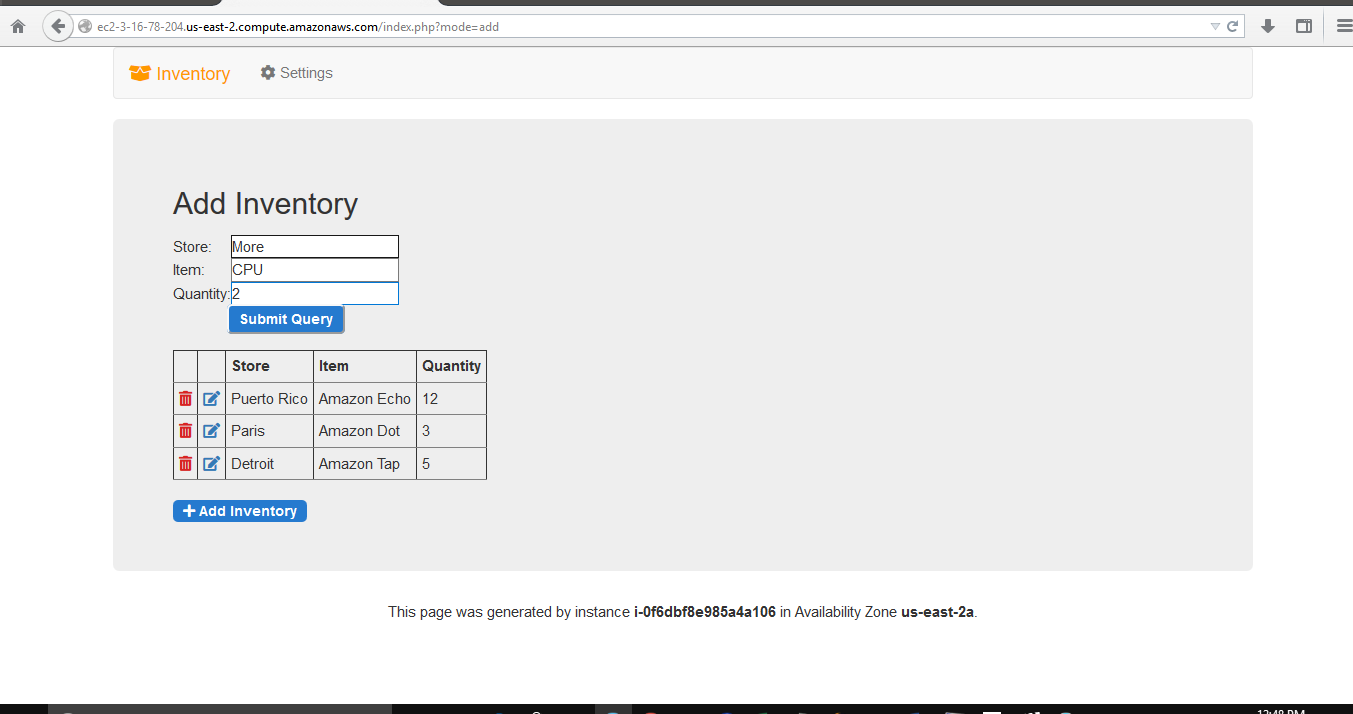 ec2-3-16-78-204.us-east-2.compute.amazonaws.com/index.php?mode=add
Inventory Settings
Add Inventory
Store: More
Item: CPU
Quantity: 2
Submit Query
Store Item Quantity
Puerto Rico Amazon Echo 12
Paris Amazon Dot 3
Detroit Amazon Tap 5
Add Inventory
This page was generated by instance i-0f6dbf8e985a4a106 in Availability Zone us-east-2a.